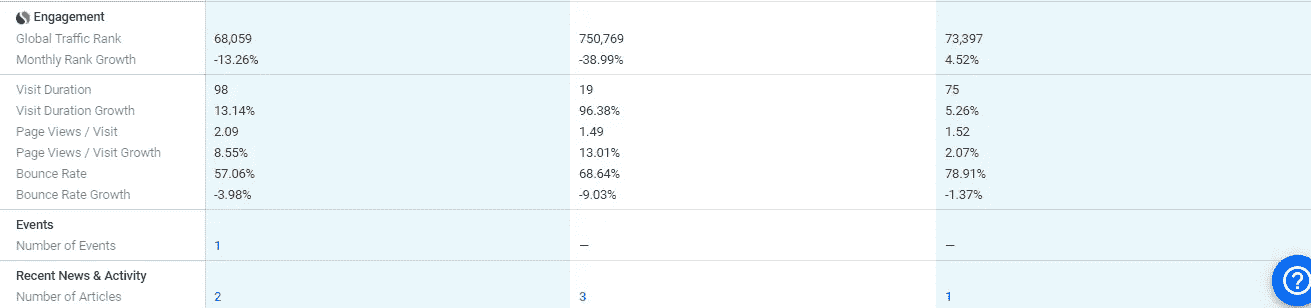 Engagement
Global Traffic Rank 68,059 750,769 73,397
Monthly Rank Growth -13.26% -38.99% 4.52%
Visit Duration 98 19 75
Visit Duration Growth 13.14% 96.38% 5.26%
Page Views / Visit 2.09 1.49 1.52
Page Views / Visit Growth 8.55% 13.01% 2.07%
Bounce Rate 57.06% 68.64% 78.91%
Bounce Rate Growth -3.98% -9.03% -1.37%
Events
Number of Events 1 — —
Recent News & Activity
Number of Articles 2 3 1
?